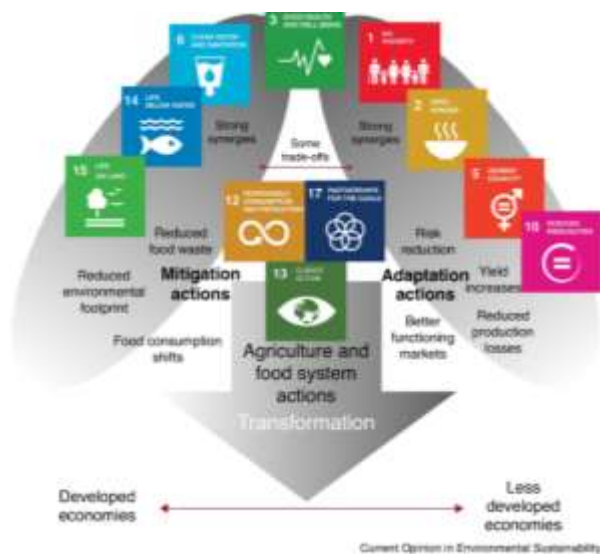 3 GOOD HEALTH
AND WELL-BEING
6 CLEAN WATER
AND SANITATION
1 NO
POVERTY
14 LIFE
BELOW WATER
2 ZERO
HUNGER
Strong
synergies
Some
trade-offs
Strong
synergies
15 LIFE
ON LAND
12 RESPONSIBLE
CONSUMPTION
AND PRODUCTION
17 PARTNERSHIPS
FOR THE GOALS
5 GENDER
EQUALITY
10 REDUCED
INEQUALITIES
Reduced
food waste
Mitigation
actions
Reduced
environmental
footprint
Food consumption
shifts
13 CLIMATE
ACTION
Risk
reduction
Adaptation
actions
Yield
increases
Better
functioning
markets
Reduced
production
losses
Agriculture and
food system
actions
Transformation
Developed
economies
Less
developed
economies
Current Opinion in Environmental Sustainability